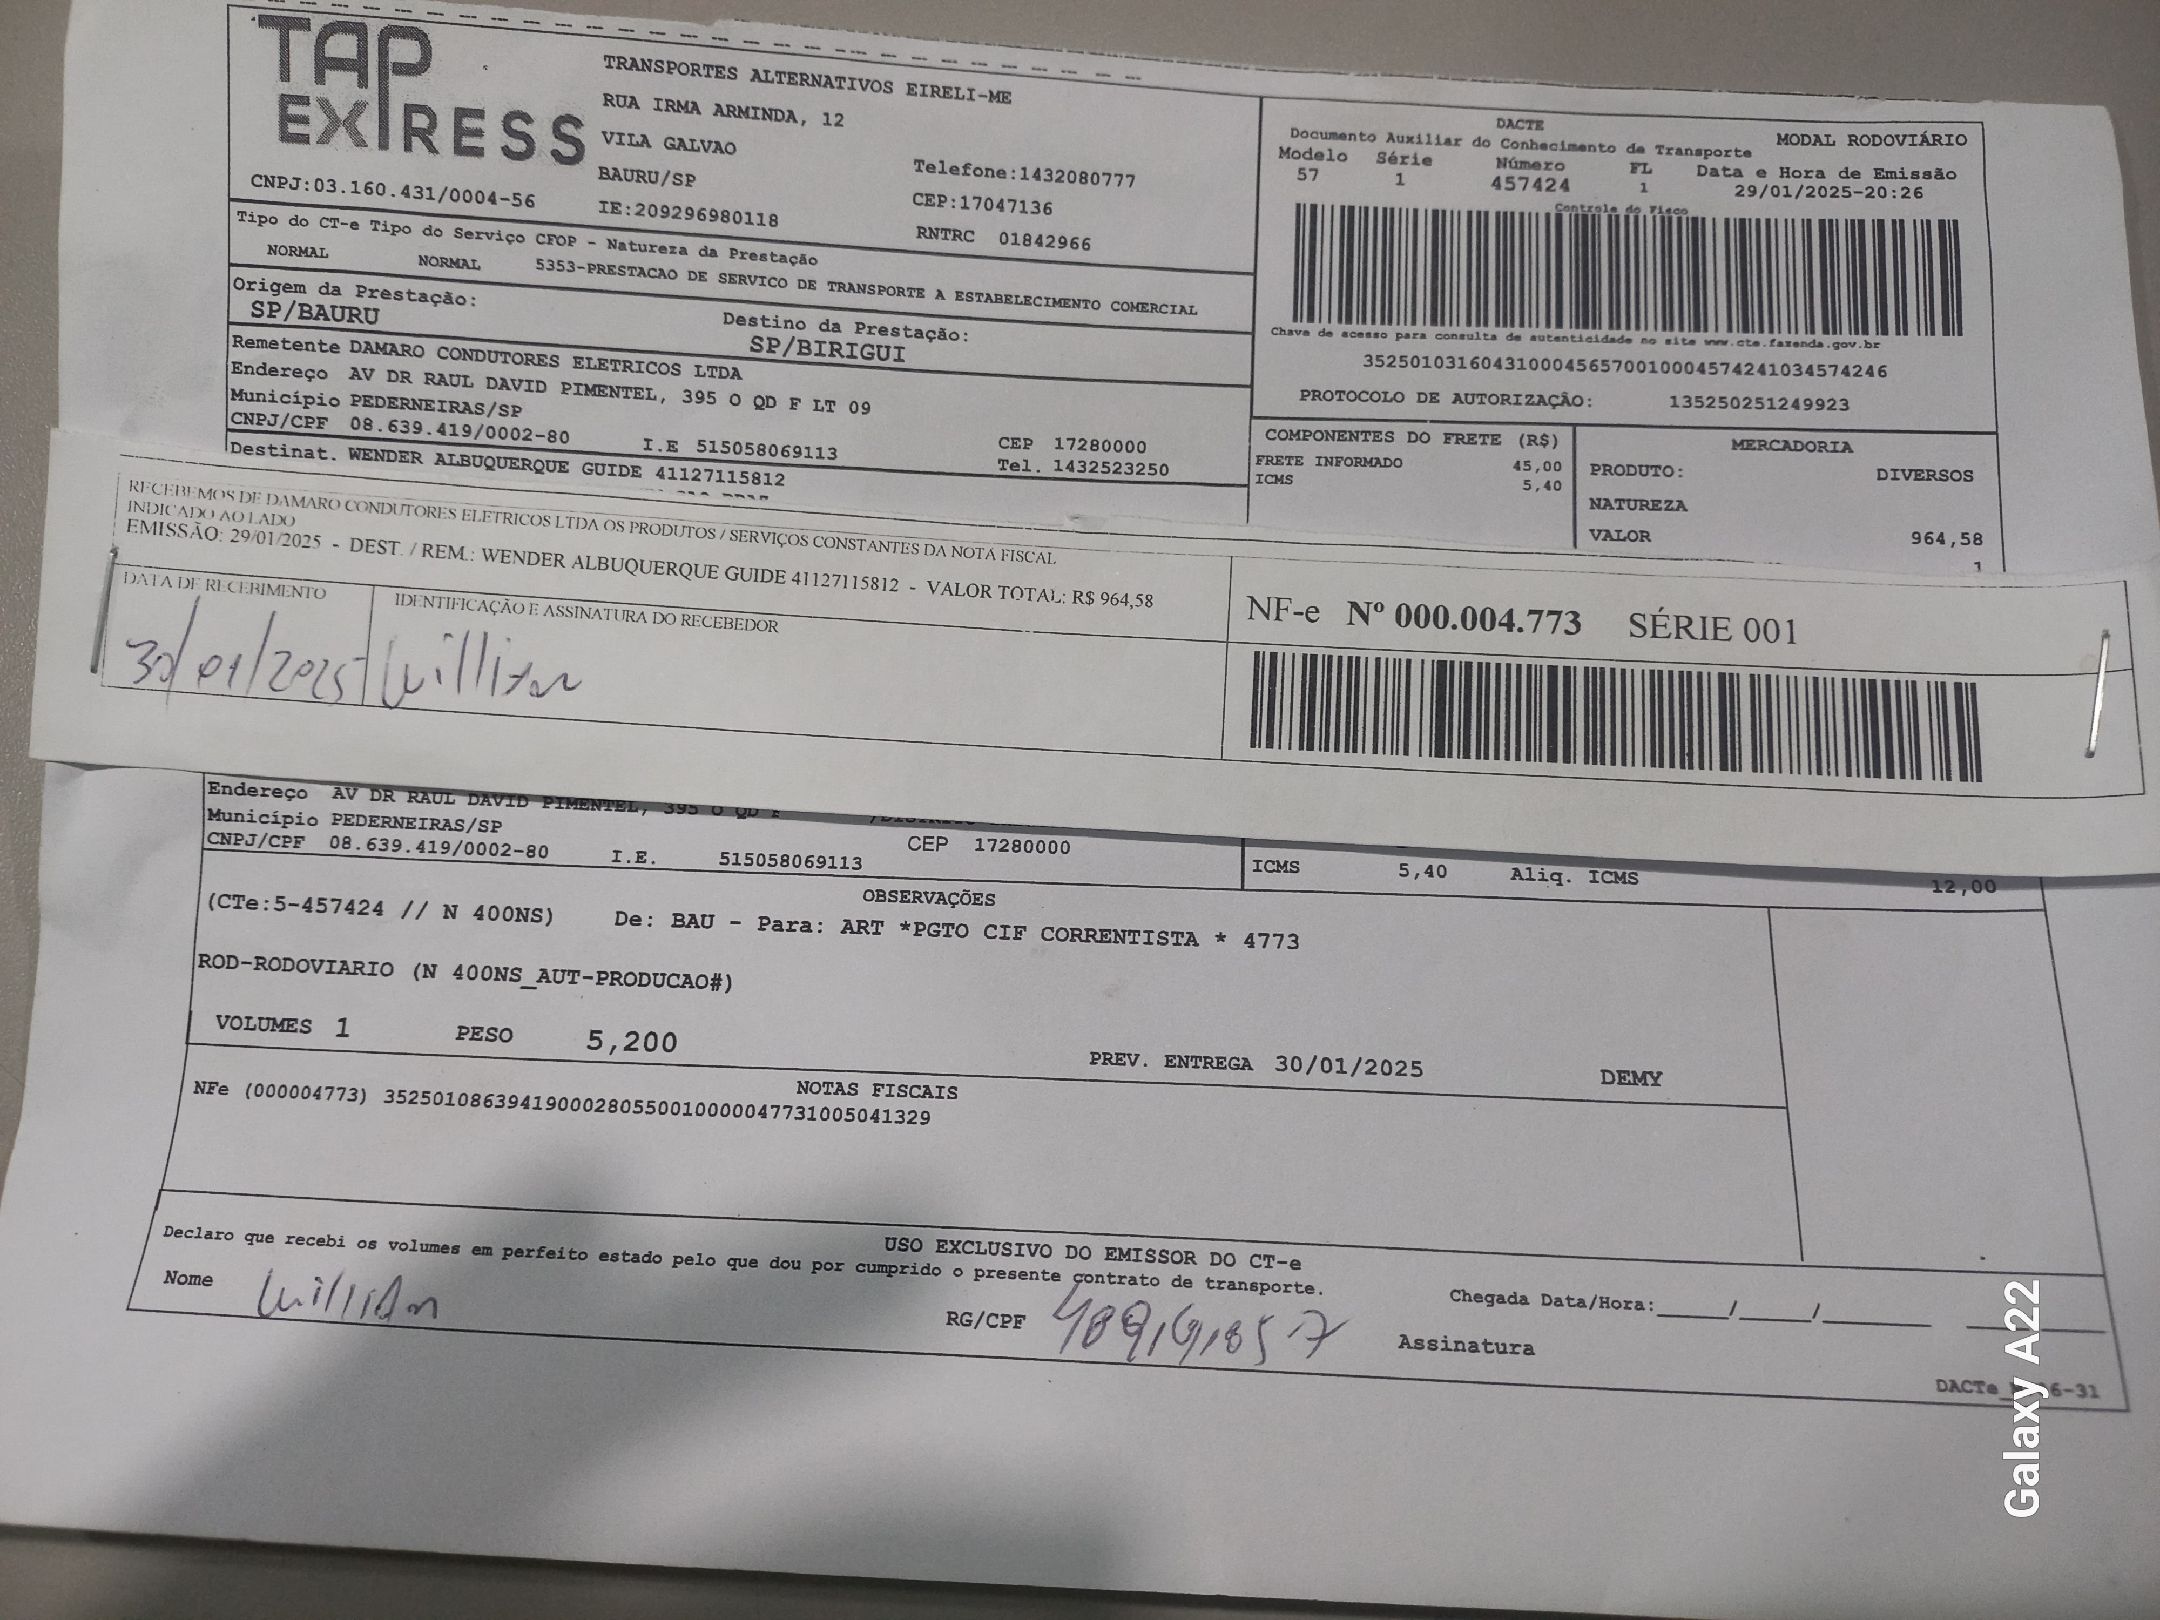 TAP
EXPRESS
TRANSPORTES ALTERNATIVOS EIRELI-ME
RUA IRMA ARMINDA, 12
VILA GALVAO
BAURU/SP
Telefone:1432080777
CNPJ:03.160.431/0004-56
IE:209296980118
CEP:17047136
RNTRC 01842966
DACTE
MODAL RODOVIÁRIO
Documento Auxiliar do Conhecimento de Transporte
Modelo Série Número FL Data e Hora de Emissão
57 1 457424 1 29/01/2025-20:26
Controle do Fisco
Chave de acesso para consulta de autenticidade no site www.cte.fazenda.gov.br
35250103160431000456570010004574241034574246
PROTOCOLO DE AUTORIZAÇÃO: 135250251249923
Tipo do CT-e Tipo do Serviço CFOP - Natureza da Prestação
NORMAL NORMAL 5353-PRESTACAO DE SERVICO DE TRANSPORTE A ESTABELECIMENTO COMERCIAL
Origem da Prestação: Destino da Prestação:
SP/BAURU SP/BIRIGUI
Remetente DAMARO CONDUTORES ELETRICOS LTDA
Endereço AV DR RAUL DAVID PIMENTEL, 395 O QD F LT 09
Município PEDERNEIRAS/SP CEP 17280000
CNPJ/CPF 08.639.419/0002-80 I.E 515058069113 Tel. 1432523250
Destinat. WENDER ALBUQUERQUE GUIDE 41127115812
COMPONENTES DO FRETE (R$)
FRETE INFORMADO 45,00
ICMS 5,40
MERCADORIA
PRODUTO: DIVERSOS
NATUREZA
VALOR 964,58
1
RECEBEMOS DE DAMARO CONDUTORES ELETRICOS LTDA OS PRODUTOS / SERVIÇOS CONSTANTES DA NOTA FISCAL
INDICADO AO LADO
EMISSÃO: 29/01/2025 - DEST. / REM.: WENDER ALBUQUERQUE GUIDE 41127115812 - VALOR TOTAL: R$ 964,58
DATA DE RECEBIMENTO IDENTIFICAÇÃO E ASSINATURA DO RECEBEDOR
30/01/2025 Willian
NF-e Nº 000.004.773 SÉRIE 001
Endereço AV DR RAUL DAVID PIMENTEL, 395 O QD
Município PEDERNEIRAS/SP CEP 17280000
CNPJ/CPF 08.639.419/0002-80 I.E. 515058069113
ICMS 5,40 Aliq. ICMS 12,00
OBSERVAÇÕES
(CTe:5-457424 // N 400NS) De: BAU - Para: ART *PGTO CIF CORRENTISTA * 4773
ROD-RODOVIARIO (N 400NS_AUT-PRODUCAO#)
VOLUMES 1 PESO 5,200 PREV. ENTREGA 30/01/2025 DEMY
NOTAS FISCAIS
NFe (000004773) 35250108639419000280550010000047731005041329
USO EXCLUSIVO DO EMISSOR DO CT-e
Declaro que recebi os volumes em perfeito estado pelo que dou por cumprido o presente contrato de transporte.
Nome Willian RG/CPF Assinatura
Chegada Data/Hora:_____/_____/_______
Galaxy A22